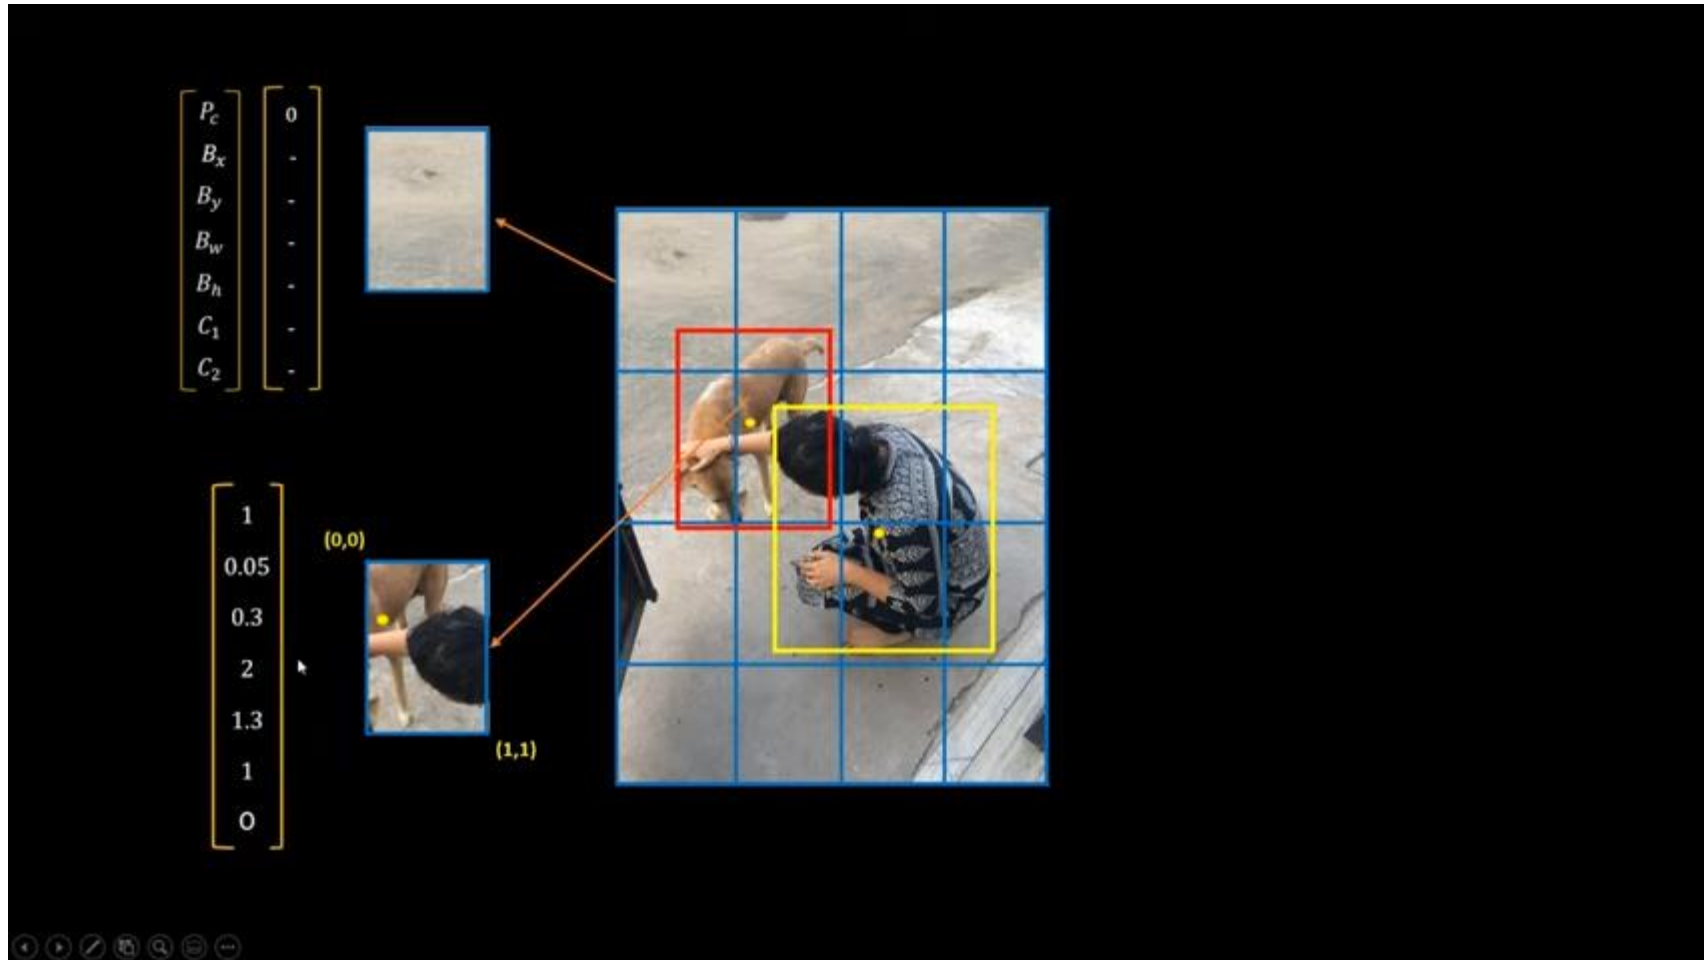 P_c 0
B_x -
B_y -
B_w -
B_h -
C_1 -
C_2 -
1
0.05
0.3
2
1.3
1
0
(0,0)
(1,1)